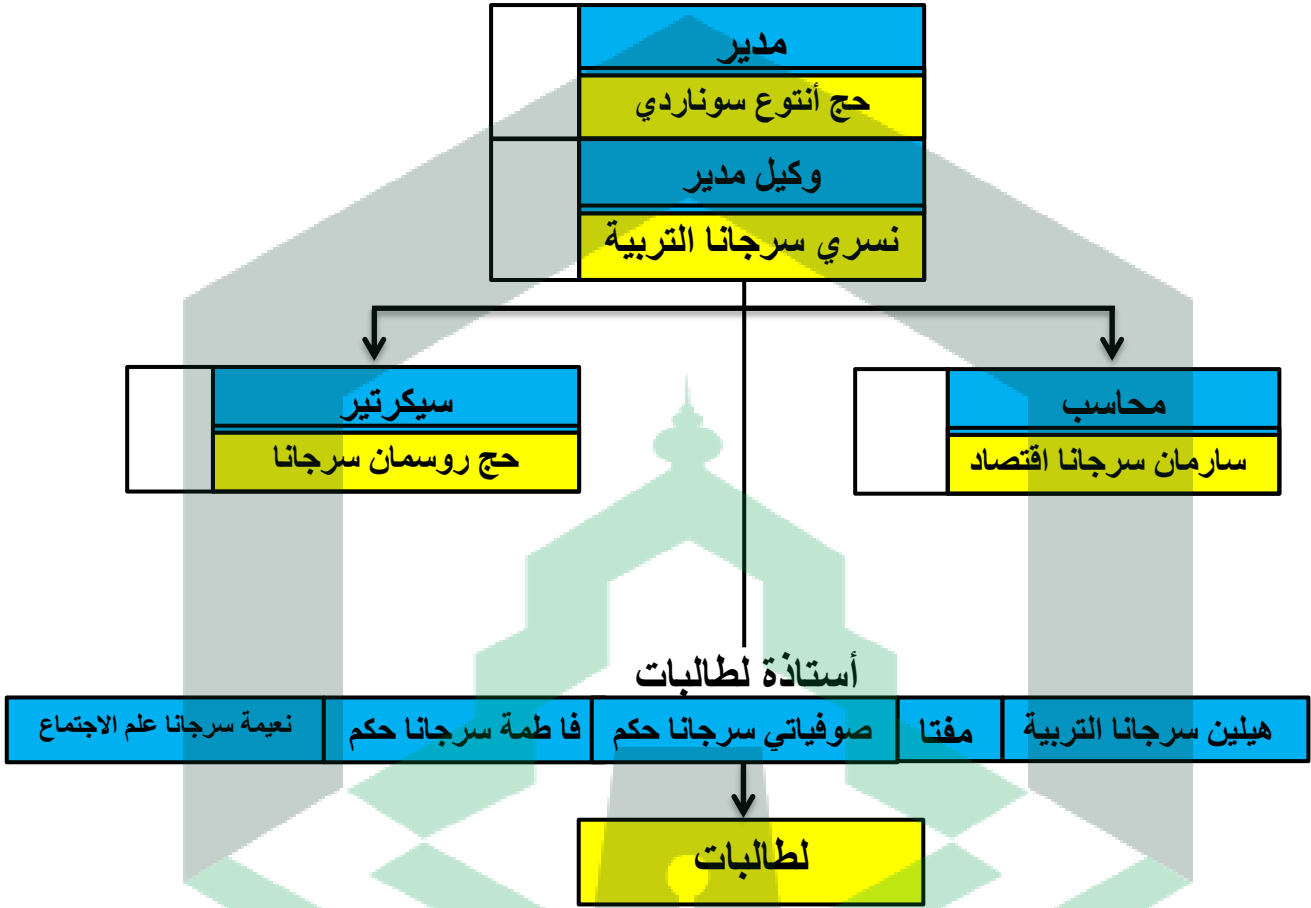 مدير
حج أنتوع سوناردي
وكيل مدير
نسري سرجانا التربية
محاسب
سارمان سرجانا اقتصاد
سيكرتير
حج روسمان سرجانا
أستاذة لطالبات
هيلين سرجانا التربية
مفتا
صوفياتي سرجانا حكم
فا طمة سرجانا حكم
نعيمة سرجانا علم الاجتماع
لطالبات